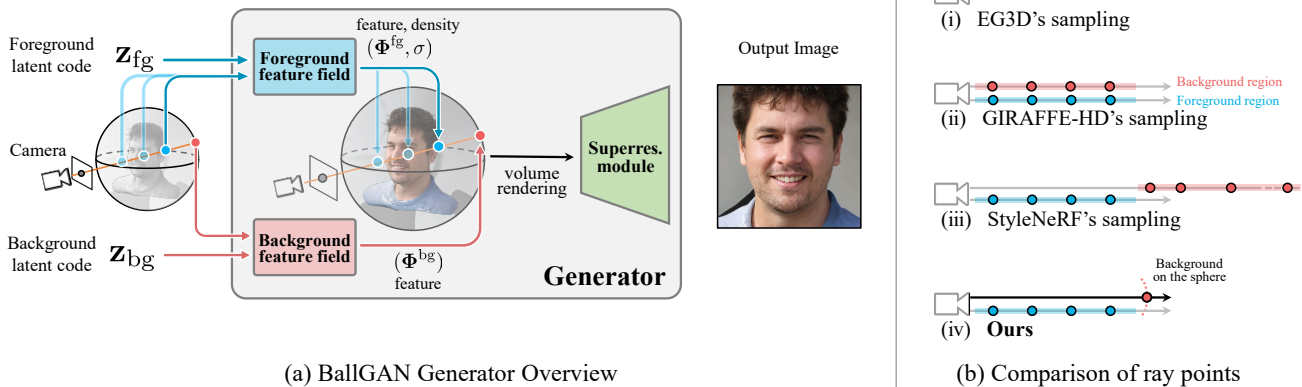 Foreground
latent code
z_fg
Camera
Background
latent code
z_bg
Foreground
feature field
feature, density
(Φ^fg, σ)
Background
feature field
(Φ^bg)
feature
volume
rendering
Superres.
module
Generator
Output Image
(a) BallGAN Generator Overview
(i) EG3D's sampling
Background region
Foreground region
(ii) GIRAFFE-HD's sampling
(iii) StyleNeRF's sampling
Background
on the sphere
(iv) Ours
(b) Comparison of ray points